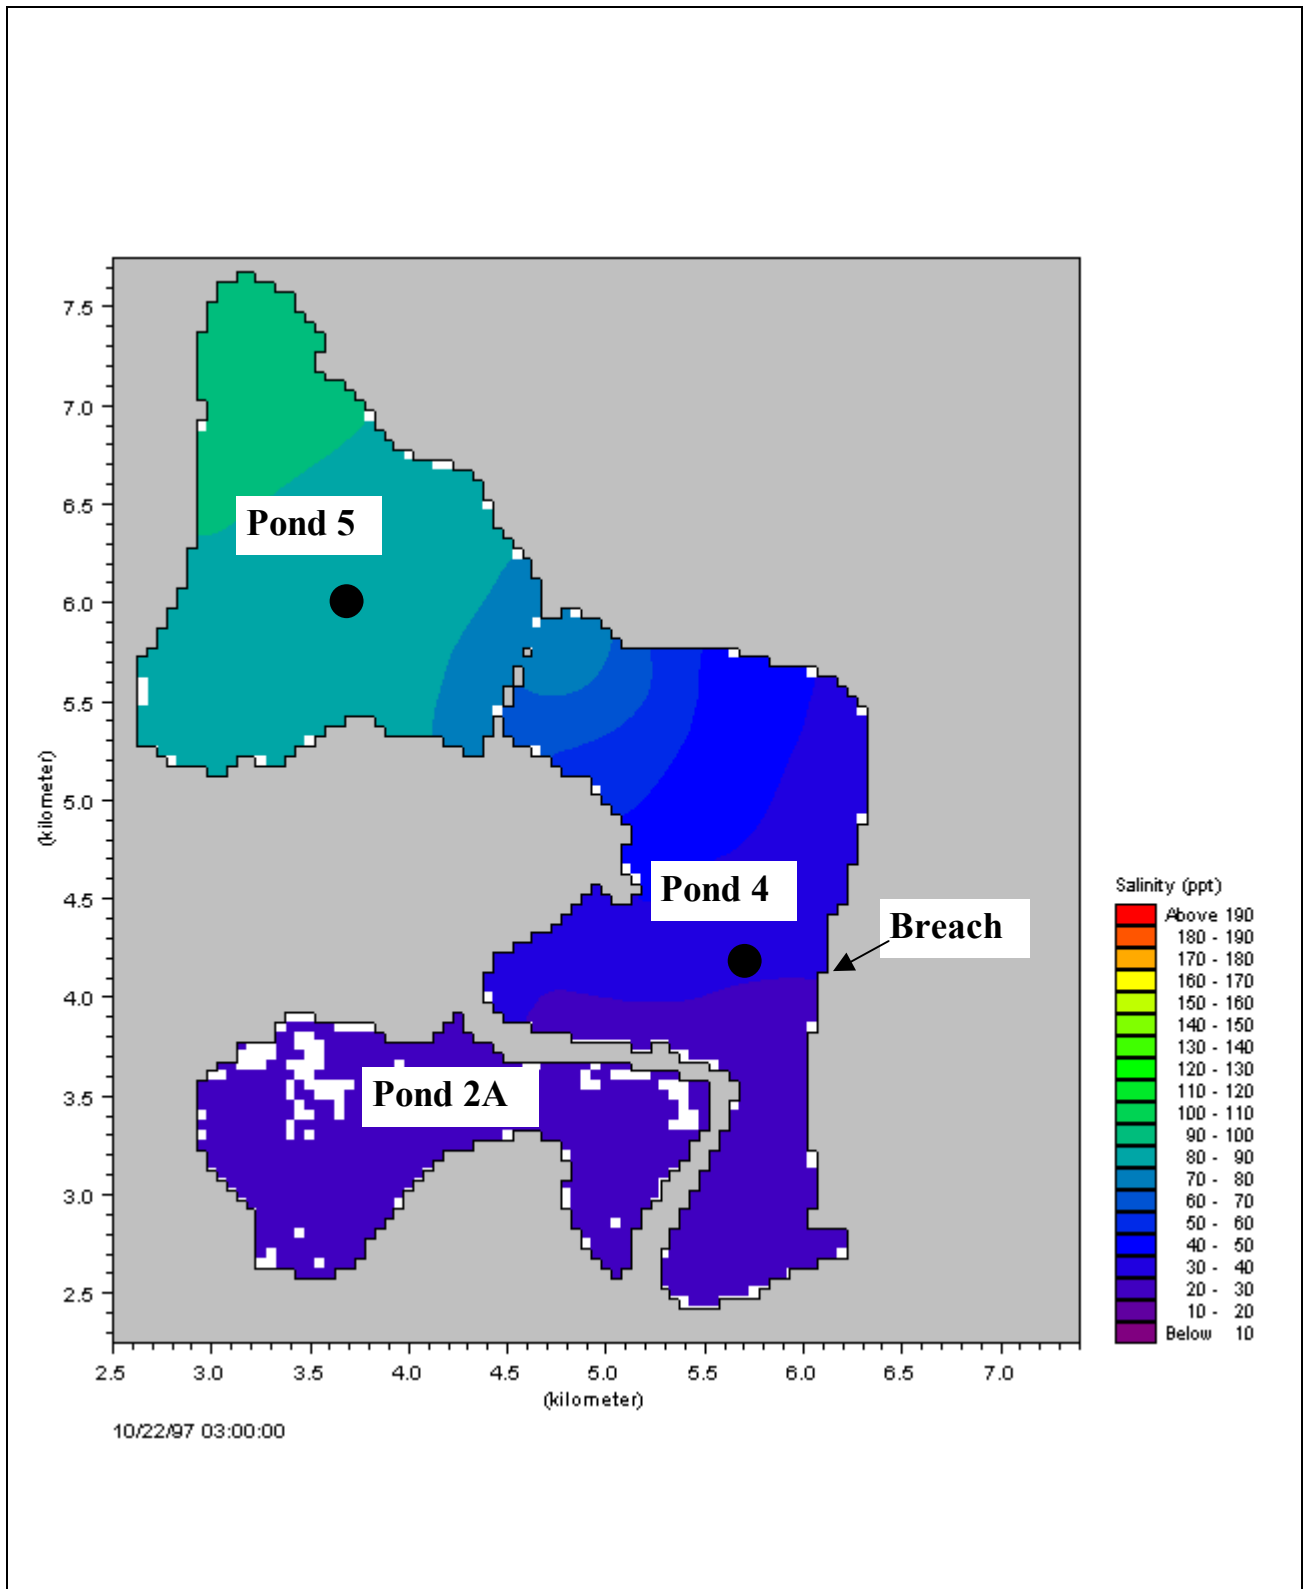 7.5
7.0
6.5
6.0
5.5
5.0
4.5
4.0
3.5
3.0
2.5
(kilometer)
Pond 5
Pond 4
Breach
Pond 2A
2.5 3.0 3.5 4.0 4.5 5.0 5.5 6.0 6.5 7.0
(kilometer)
10/22/97 03:00:00
Salinity (ppt)
Above 190
180 - 190
170 - 180
160 - 170
150 - 160
140 - 150
130 - 140
120 - 130
110 - 120
100 - 110
90 - 100
80 - 90
70 - 80
60 - 70
50 - 60
40 - 50
30 - 40
20 - 30
10 - 20
Below 10